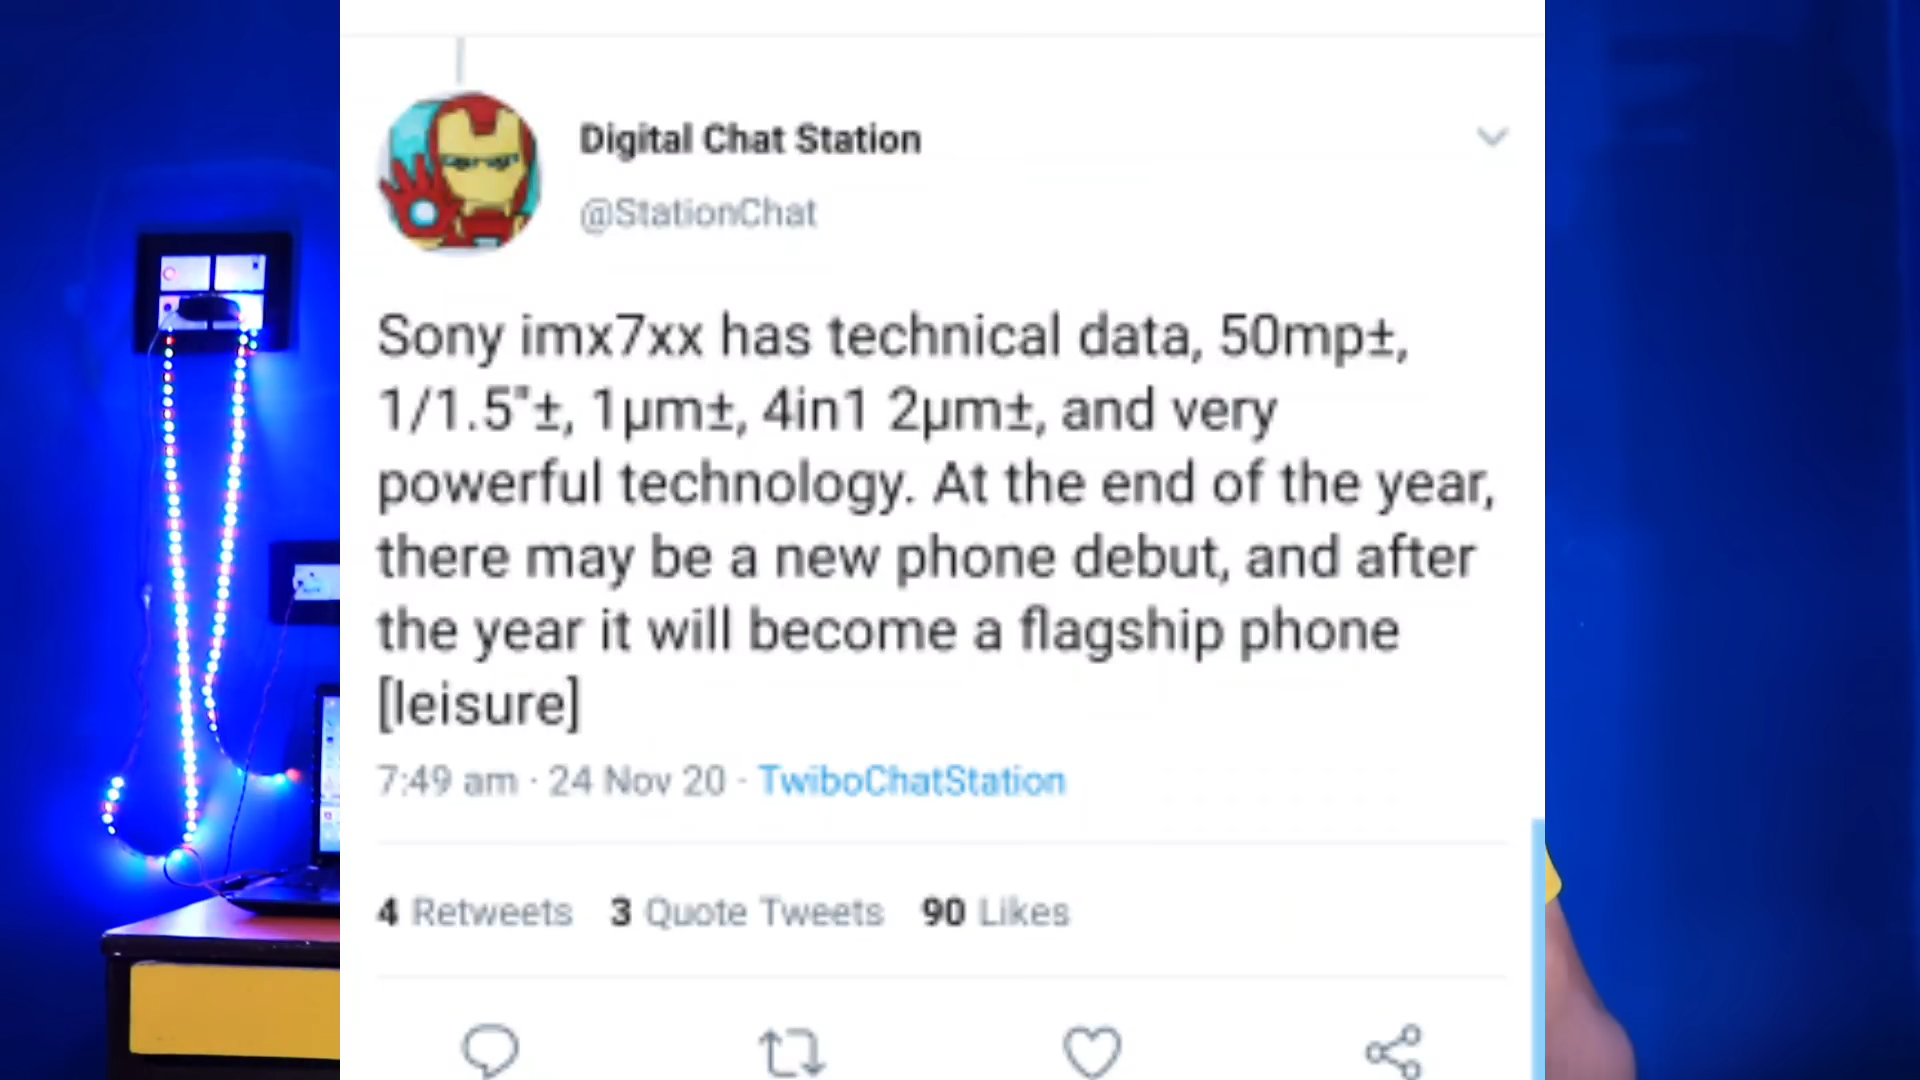 Digital Chat Station
@StationChat
Sony imx7xx has technical data, 50mp±,
1/1.5"±, 1µm±, 4in1 2µm±, and very
powerful technology. At the end of the year,
there may be a new phone debut, and after
the year it will become a flagship phone
[leisure]
7:49 am · 24 Nov 20 · TwiboChatStation
4 Retweets 3 Quote Tweets 90 Likes